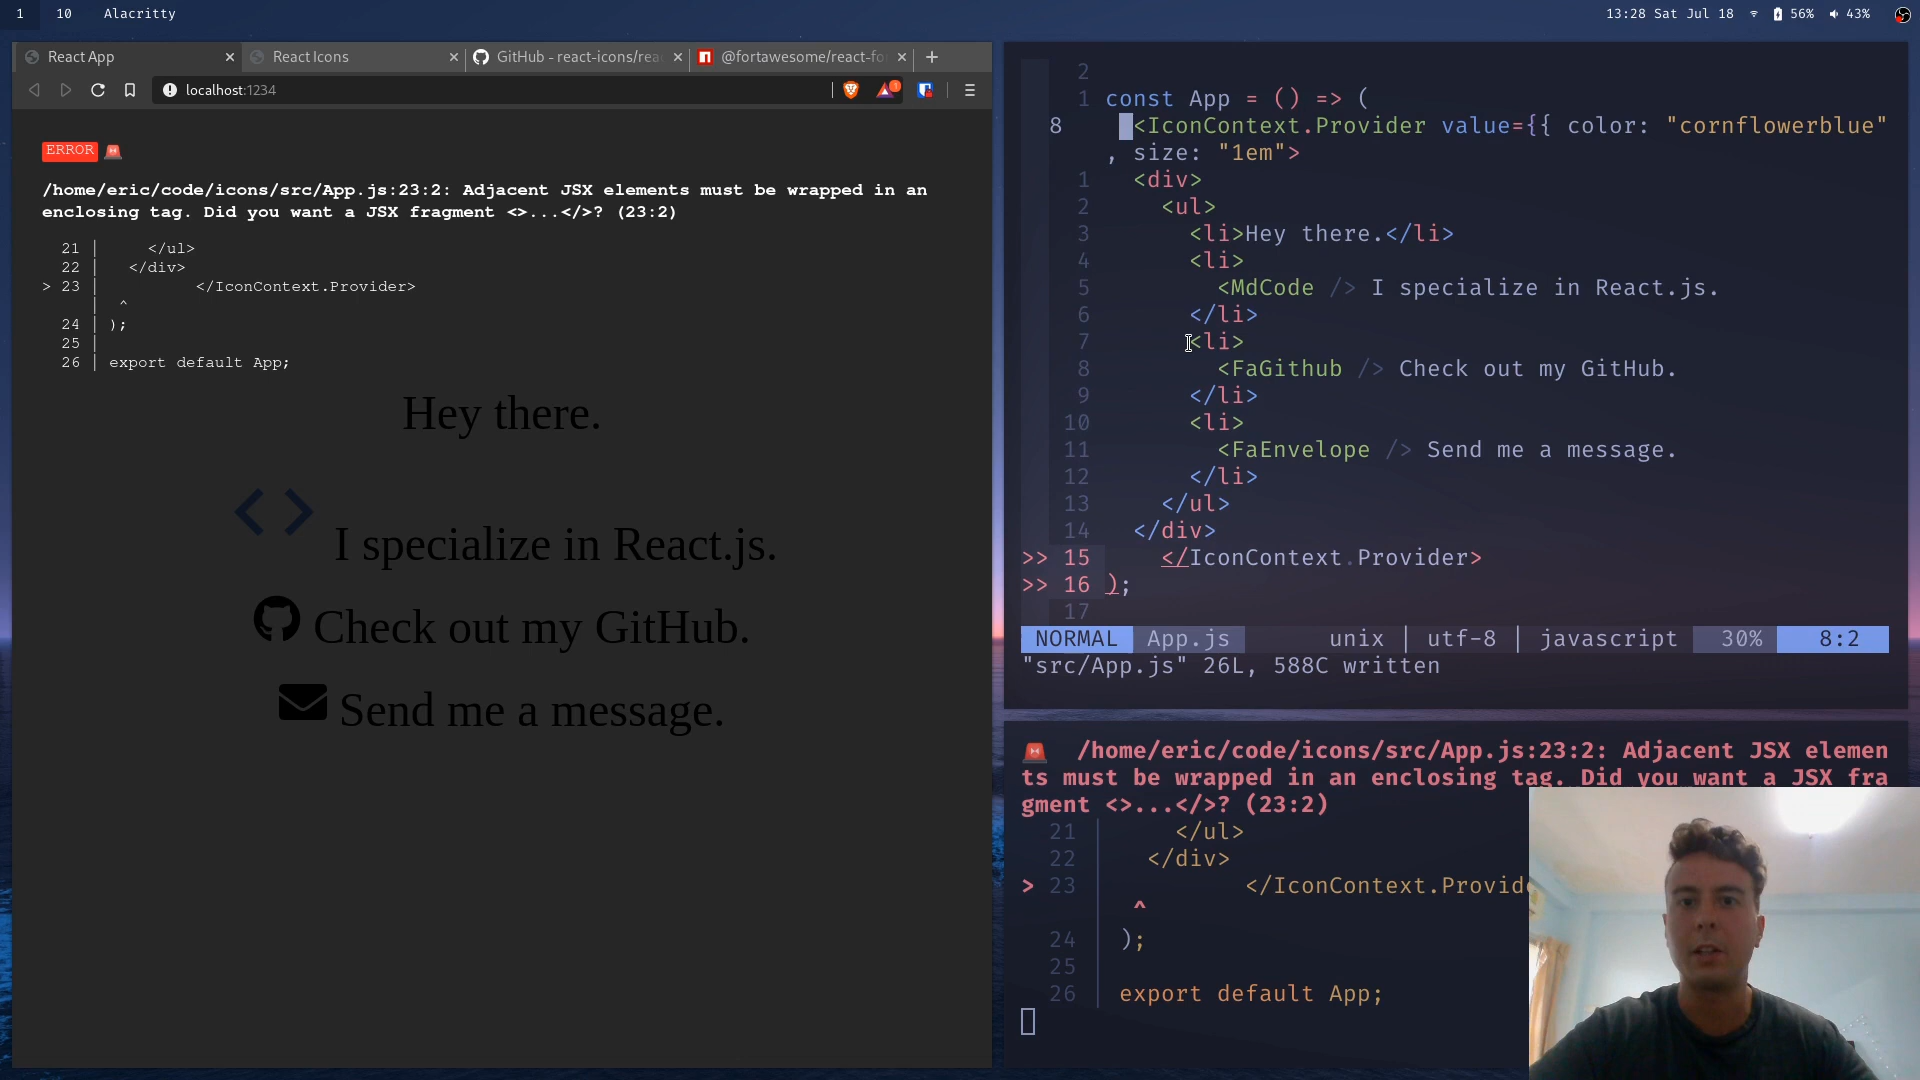 1 10 Alacritty
13:28 Sat Jul 18 56% 43%
React App
React Icons
GitHub - react-icons/rea
@fortawesome/react-fo
localhost:1234
ERROR
/home/eric/code/icons/src/App.js:23:2: Adjacent JSX elements must be wrapped in an
enclosing tag. Did you want a JSX fragment <>...</>? (23:2)
21 | </ul>
22 | </div>
> 23 | </IconContext.Provider>
| ^
24 | );
25 |
26 | export default App;
Hey there.
I specialize in React.js.
Check out my GitHub.
Send me a message.
2
1 const App = () => (
8 <IconContext.Provider value={{ color: "cornflowerblue"
, size: "1em">
1 <div>
2 <ul>
3 <li>Hey there.</li>
4 <li>
5 <MdCode /> I specialize in React.js.
6 </li>
7 <li>
8 <FaGithub /> Check out my GitHub.
9 </li>
10 <li>
11 <FaEnvelope /> Send me a message.
12 </li>
13 </ul>
14 </div>
>> 15 </IconContext.Provider>
>> 16 );
17
NORMAL App.js unix | utf-8 | javascript 30% 8:2
"src/App.js" 26L, 588C written
/home/eric/code/icons/src/App.js:23:2: Adjacent JSX elemen
ts must be wrapped in an enclosing tag. Did you want a JSX fra
gment <>...</>? (23:2)
21 | </ul>
22 | </div>
> 23 | </IconContext.Provid
^
24 | );
25 |
26 | export default App;